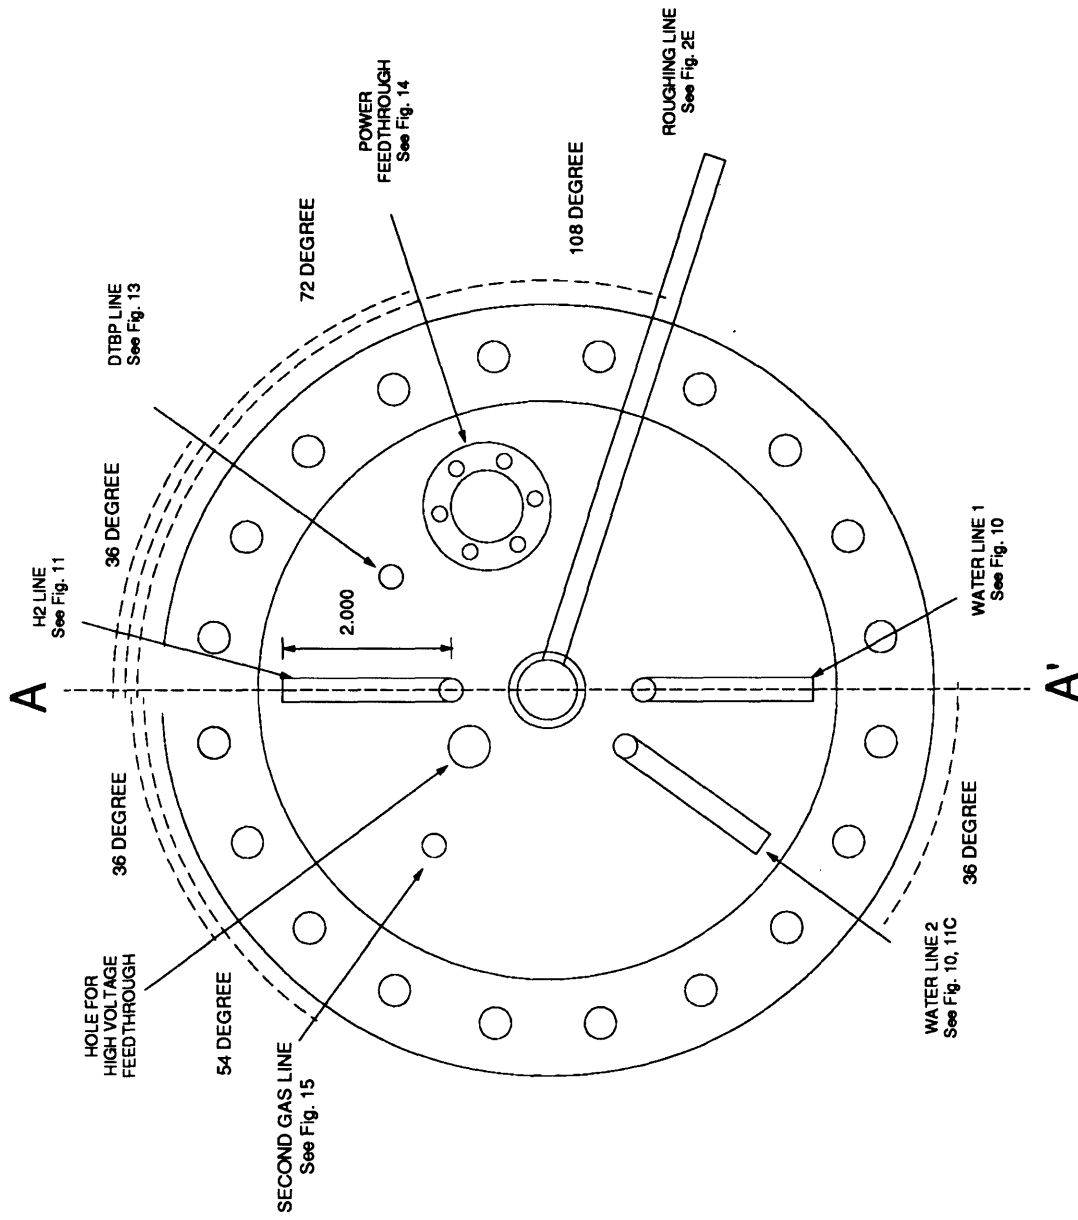 A
H2 LINE
See Fig. 11
36 DEGREE
DTBP LINE
See Fig. 13
72 DEGREE
POWER
FEEDTHROUGH
See Fig. 14
108 DEGREE
ROUGHING LINE
See Fig. 2E
2.000
36 DEGREE
HOLE FOR
HIGH VOLTAGE
FEEDTHROUGH
54 DEGREE
SECOND GAS LINE
See Fig. 15
WATER LINE 1
See Fig. 10
A'
36 DEGREE
WATER LINE 2
See Fig. 10, 11C